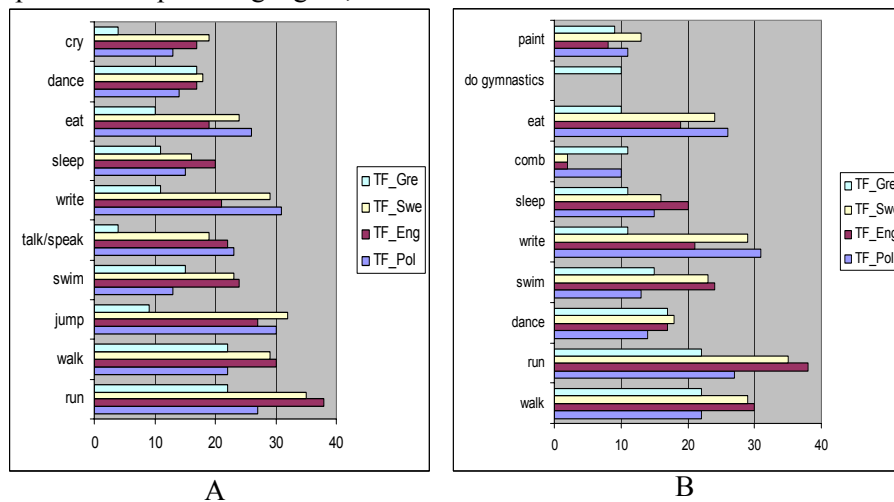 cry
dance
eat
sleep
write
talk/speak
swim
jump
walk
run
0 10 20 30 40
TF_Gre
TF_Swe
TF_Eng
TF_Pol
A
paint
do gymnastics
eat
comb
sleep
write
swim
dance
run
walk
0 10 20 30 40
TF_Gre
TF_Swe
TF_Eng
TF_Pol
B